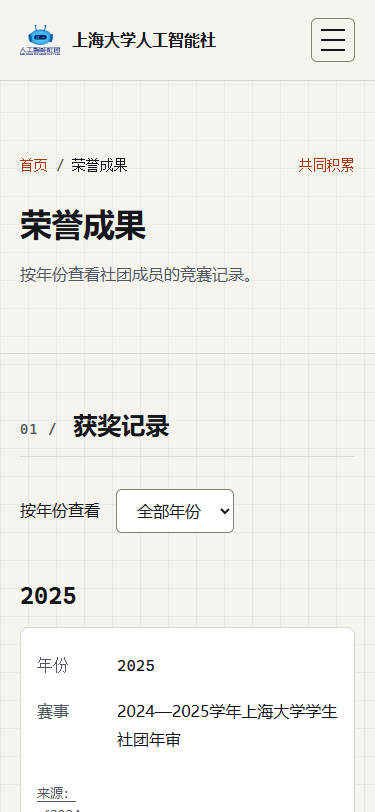 上海大学人工智能社
首页 / 荣誉成果
共同积累
荣誉成果
按年份查看社团成员的竞赛记录。
01 / 获奖记录
按年份查看 全部年份
2025
年份 2025
赛事 2024—2025学年上海大学学生
社团年审
来源：